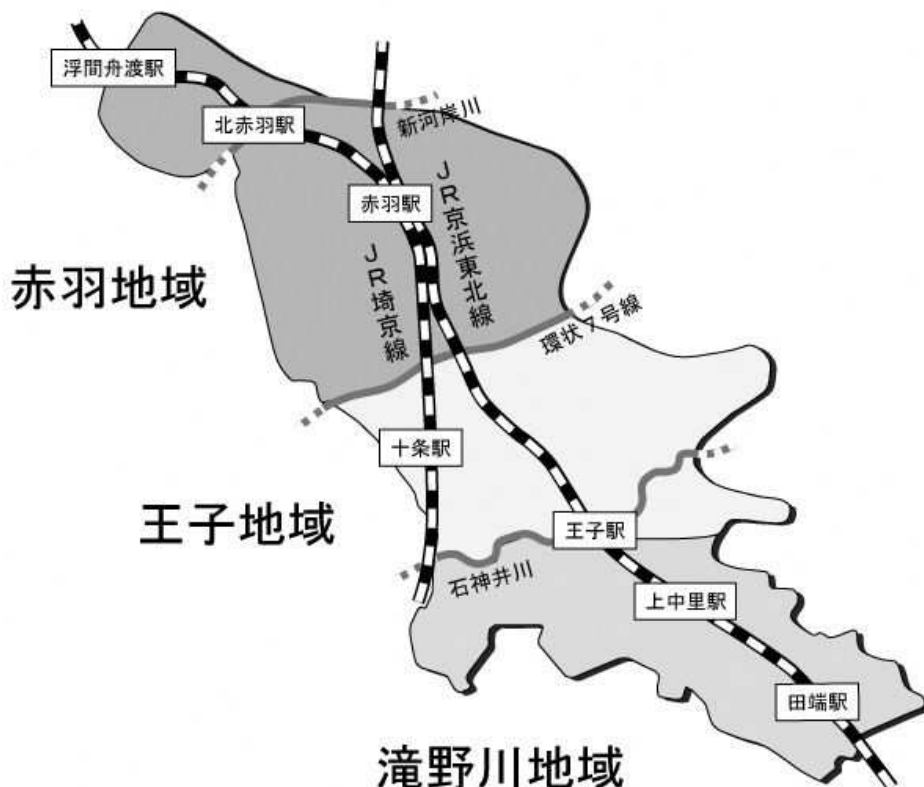 浮間舟渡駅
北赤羽駅
新河岸川
赤羽駅
JR京浜東北線
JR埼京線
赤羽地域
環状7号線
十条駅
王子地域
王子駅
石神井川
上中里駅
田端駅
滝野川地域